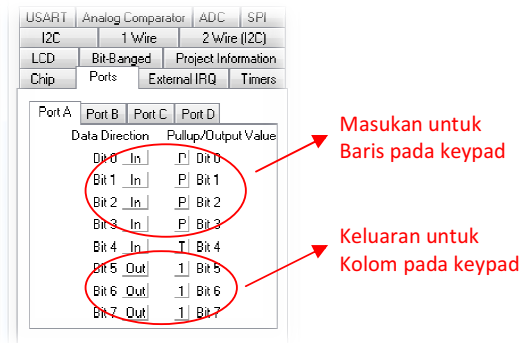 USART Analog Comparator ADC SPI
I2C 1 Wire 2 Wire (I2C)
LCD Bit-Banged Project Information
Chip Ports External IRQ Timers
Port A Port B Port C Port D
Data Direction Pullup/Output Value
Bit 0 In P Bit 0
Bit 1 In P Bit 1
Bit 2 In P Bit 2
Bit 3 In P Bit 3
Bit 4 In T Bit 4
Bit 5 Out 1 Bit 5
Bit 6 Out 1 Bit 6
Bit 7 Out 1 Bit 7
Masukan untuk
Baris pada keypad
Keluaran untuk
Kolom pada keypad